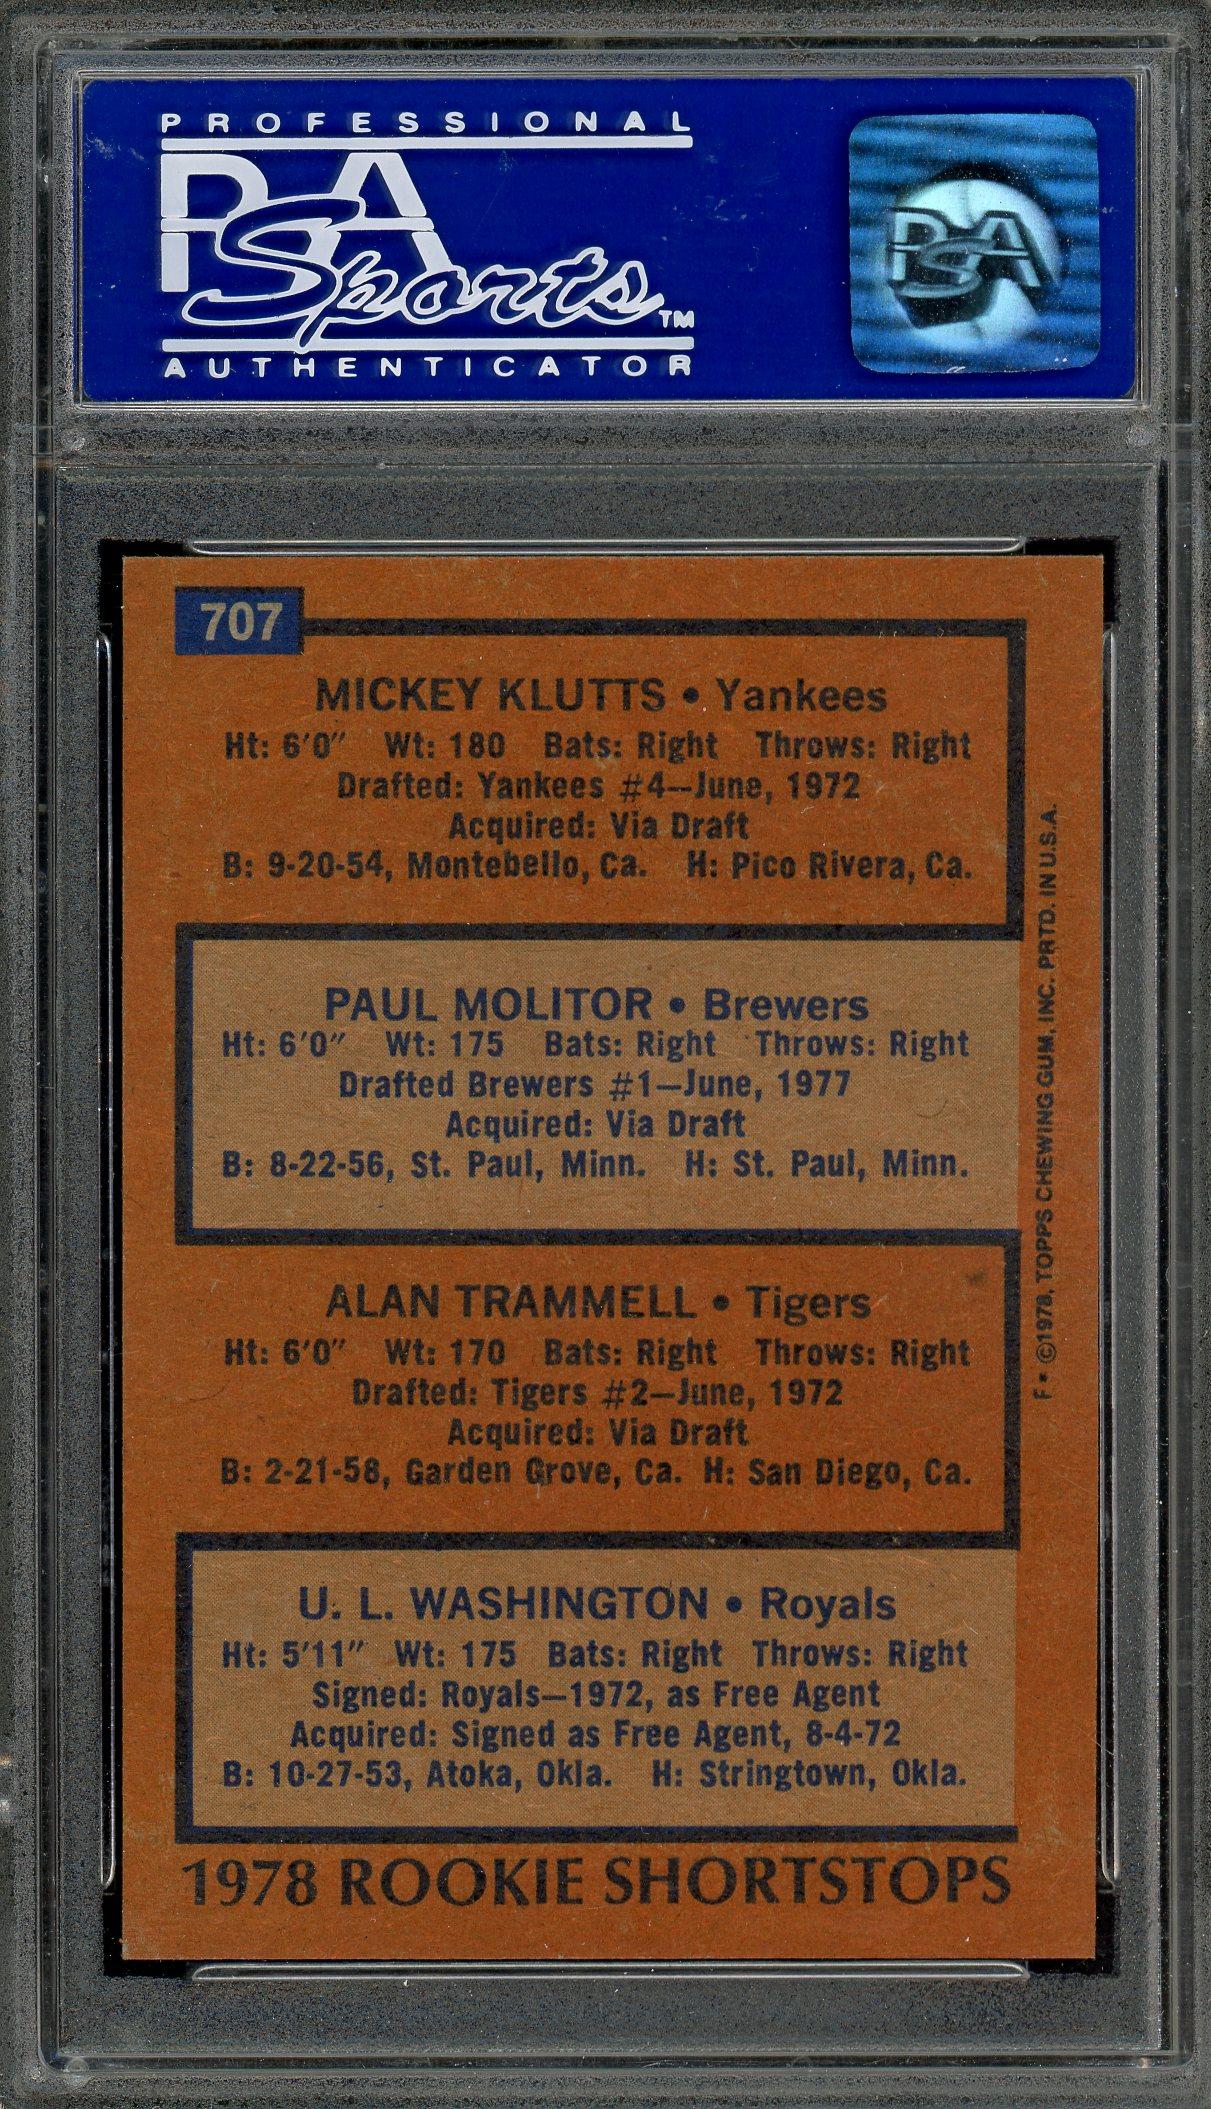 PROFESSIONAL
PSA
Sports™
AUTHENTICATOR
PSA
707
MICKEY KLUTTS • Yankees
Ht: 6'0" Wt: 180 Bats: Right Throws: Right
Drafted: Yankees #4—June, 1972
Acquired: Via Draft
B: 9-20-54, Montebello, Ca. H: Pico Rivera, Ca.
PAUL MOLITOR • Brewers
Ht: 6'0" Wt: 175 Bats: Right Throws: Right
Drafted Brewers #1—June, 1977
Acquired: Via Draft
B: 8-22-56, St. Paul, Minn. H: St. Paul, Minn.
ALAN TRAMMELL • Tigers
Ht: 6'0" Wt: 170 Bats: Right Throws: Right
Drafted: Tigers #2—June, 1972
Acquired: Via Draft
B: 2-21-58, Garden Grove, Ca. H: San Diego, Ca.
U. L. WASHINGTON • Royals
Ht: 5'11" Wt: 175 Bats: Right Throws: Right
Signed: Royals—1972, as Free Agent
Acquired: Signed as Free Agent, 8-4-72
B: 10-27-53, Atoka, Okla. H: Stringtown, Okla.
1978 ROOKIE SHORTSTOPS
F• ©1978, TOPPS CHEWING GUM, INC. PRTD. IN U.S.A.